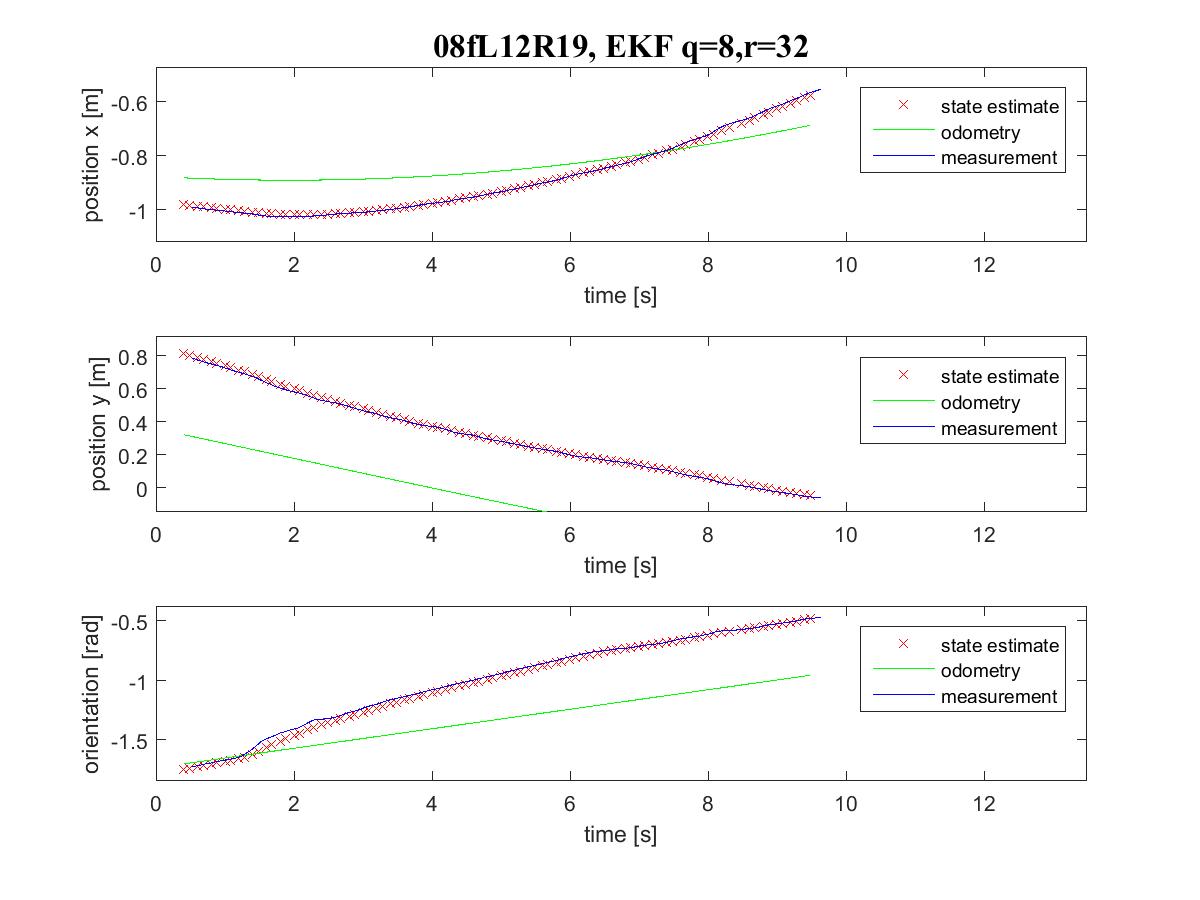 08fL12R19, EKF q=8,r=32
position x [m]
-0.6
-0.8
-1
state estimate
odometry
measurement
0 2 4 6 8 10 12
time [s]
position y [m]
0.8
0.6
0.4
0.2
0
state estimate
odometry
measurement
0 2 4 6 8 10 12
time [s]
orientation [rad]
-0.5
-1
-1.5
state estimate
odometry
measurement
0 2 4 6 8 10 12
time [s]